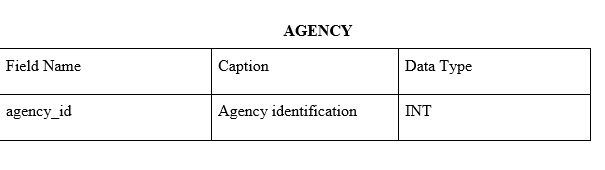 AGENCY
Field Name Caption Data Type
agency_id Agency identification INT